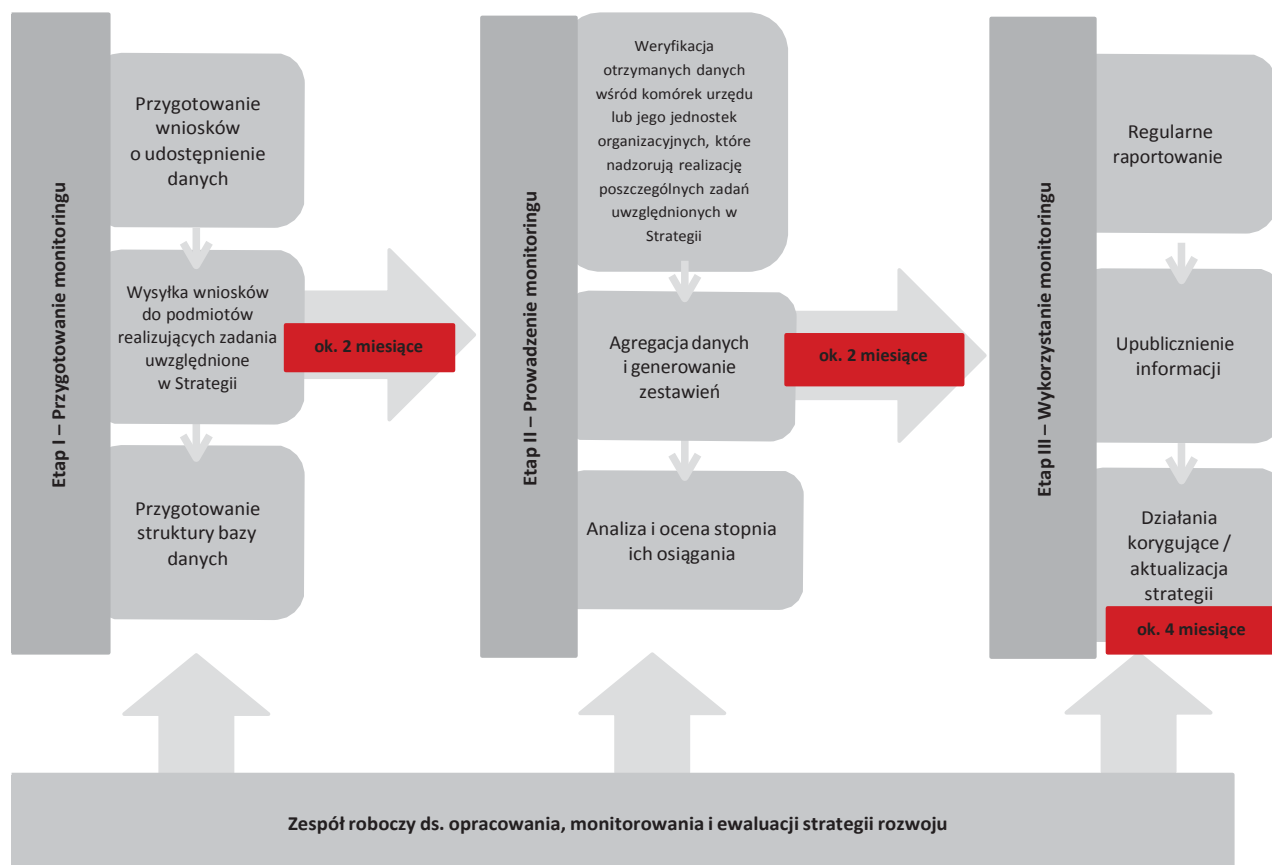 Etap I – Przygotowanie monitoringu
Przygotowanie
wniosków
o udostępnienie
danych
Wysyłka wniosków
do podmiotów
realizujących zadania
uwzględnione
w Strategii
Przygotowanie
struktury bazy
danych
ok. 2 miesiące
Etap II – Prowadzenie monitoringu
Weryfikacja
otrzymanych danych
wśród komórek urzędu
lub jego jednostek
organizacyjnych, które
nadzorują realizację
poszczególnych zadań
uwzględnionych w
Strategii
Agregacja danych
i generowanie
zestawień
Analiza i ocena stopnia
ich osiągania
ok. 2 miesiące
Etap III – Wykorzystanie monitoringu
Regularne
raportowanie
Upublicznienie
informacji
Działania
korygujące /
aktualizacja
strategii
ok. 4 miesiące
Zespół roboczy ds. opracowania, monitorowania i ewaluacji strategii rozwoju